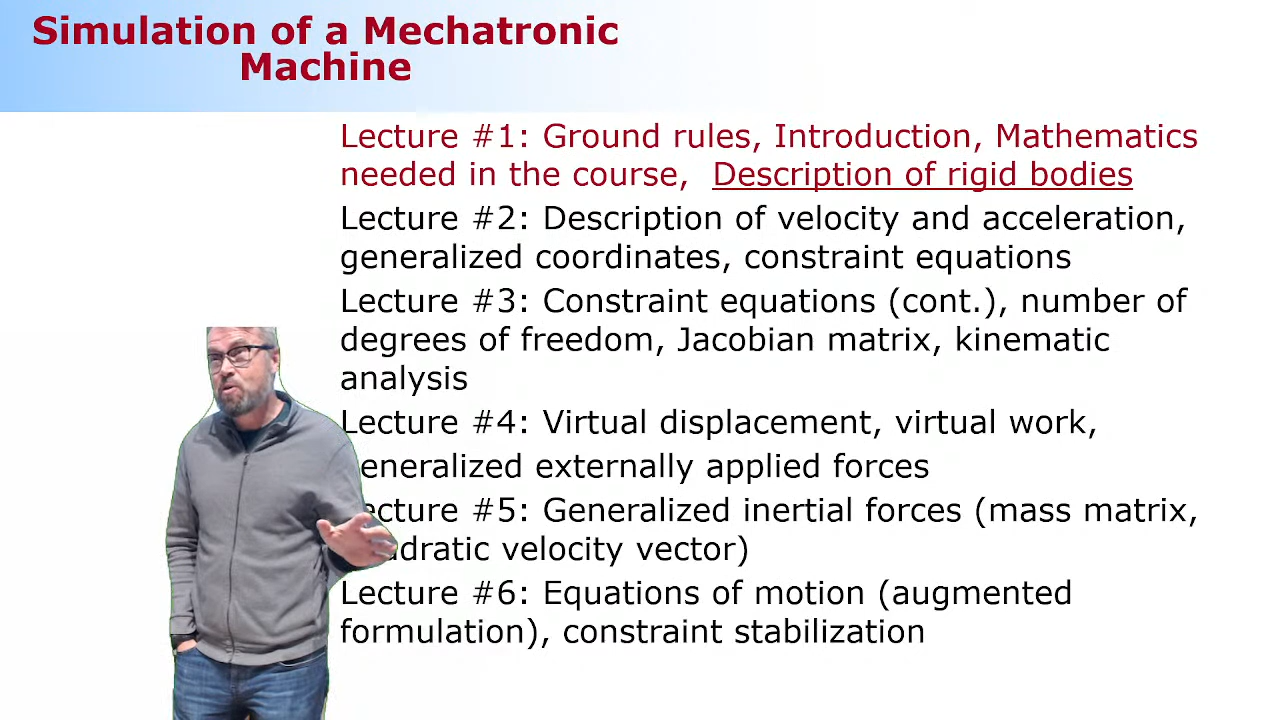 Simulation of a Mechatronic
Machine
Lecture #1: Ground rules, Introduction, Mathematics
needed in the course, Description of rigid bodies
Lecture #2: Description of velocity and acceleration,
generalized coordinates, constraint equations
Lecture #3: Constraint equations (cont.), number of
degrees of freedom, Jacobian matrix, kinematic
analysis
Lecture #4: Virtual displacement, virtual work,
generalized externally applied forces
Lecture #5: Generalized inertial forces (mass matrix,
quadratic velocity vector)
Lecture #6: Equations of motion (augmented
formulation), constraint stabilization